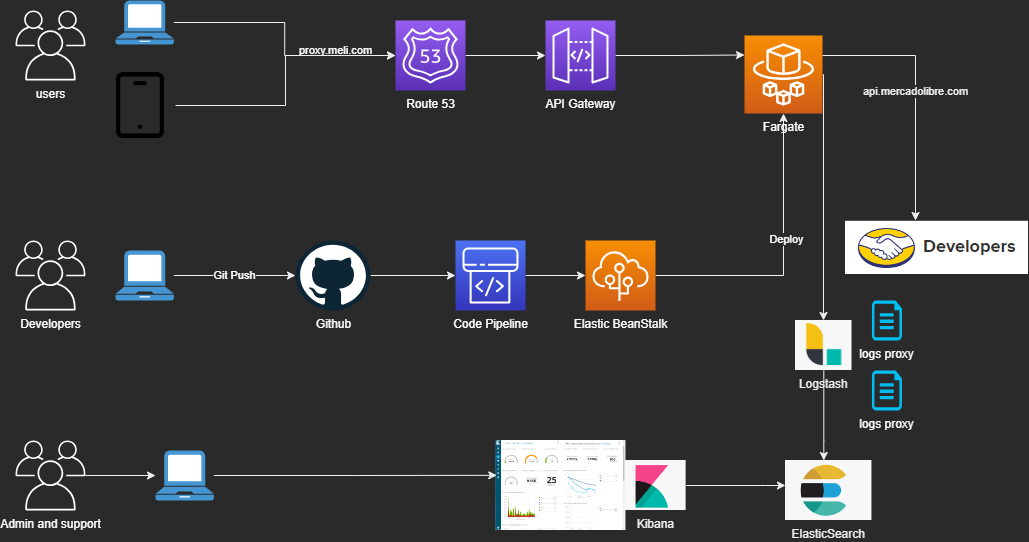 users
proxy.meli.com
53
Route 53
API Gateway
Fargate
api.mercadolibre.com
Developers
Git Push
Github
Code Pipeline
Elastic BeanStalk
Deploy
Developers
logs proxy
Logstash
logs proxy
Admin and support
25
Kibana
ElasticSearch